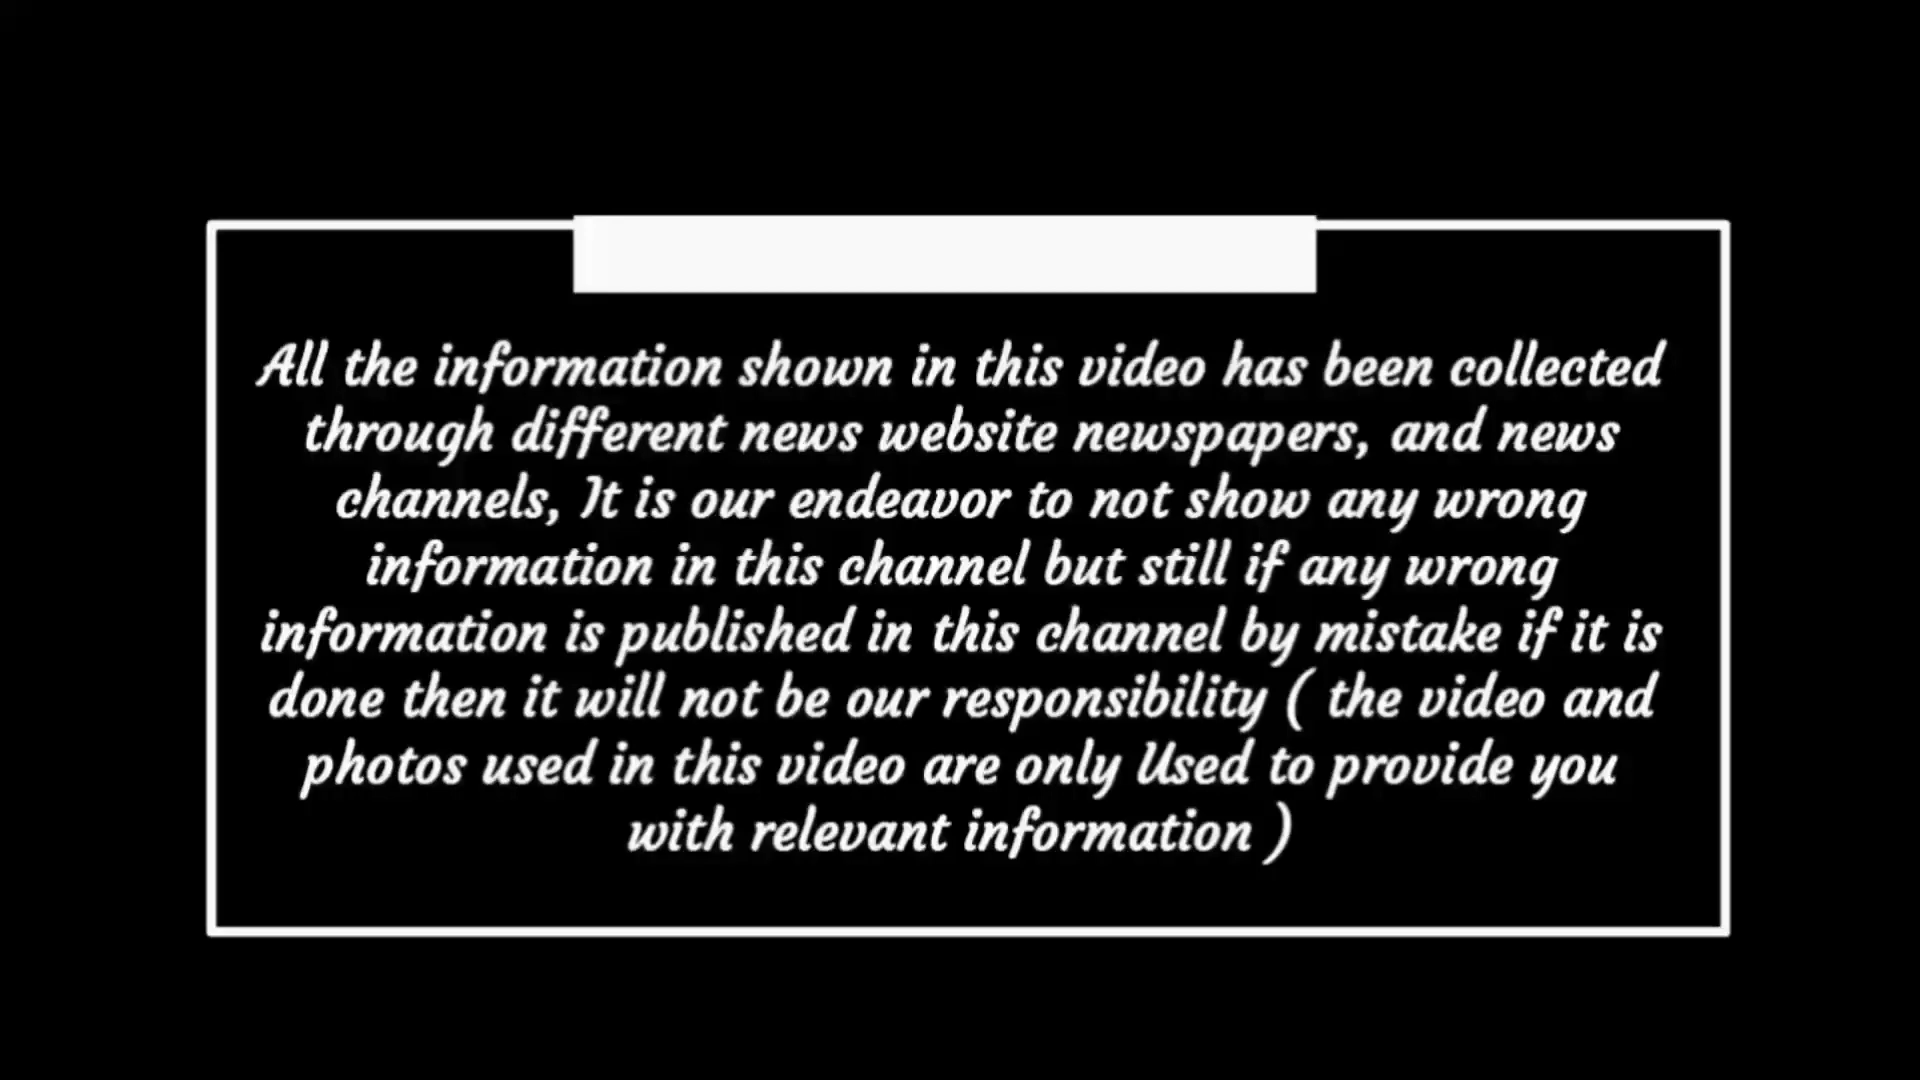 All the information shown in this video has been collected
through different news website newspapers, and news
channels, It is our endeavor to not show any wrong
information in this channel but still if any wrong
information is published in this channel by mistake if it is
done then it will not be our responsibility ( the video and
photos used in this video are only Used to provide you
with relevant information )